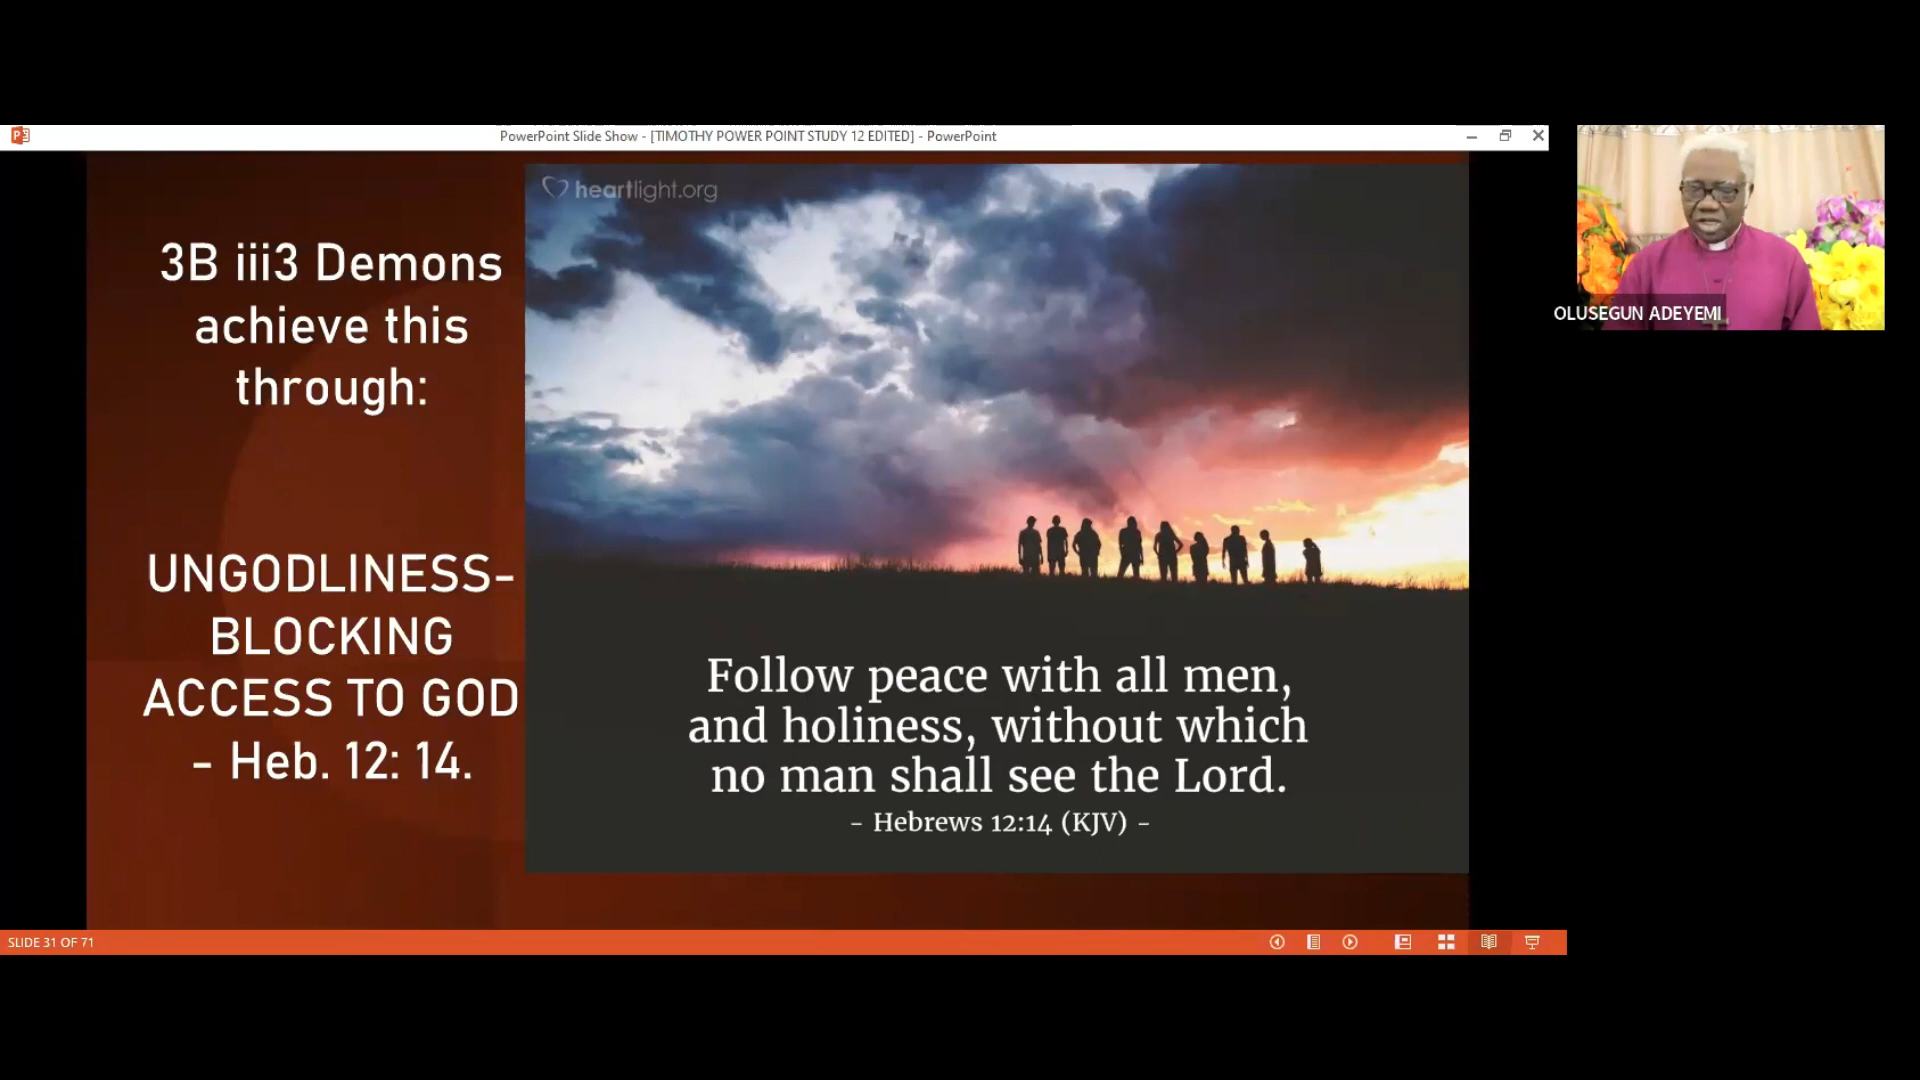 PowerPoint Slide Show - [TIMOTHY POWER POINT STUDY 12 EDITED] - PowerPoint
3B iii3 Demons
achieve this
through:
UNGODLINESS-
BLOCKING
ACCESS TO GOD
- Heb. 12: 14.
heartlight.org
Follow peace with all men,
and holiness, without which
no man shall see the Lord.
- Hebrews 12:14 (KJV) -
OLUSEGUN ADEYEMI
SLIDE 31 OF 71